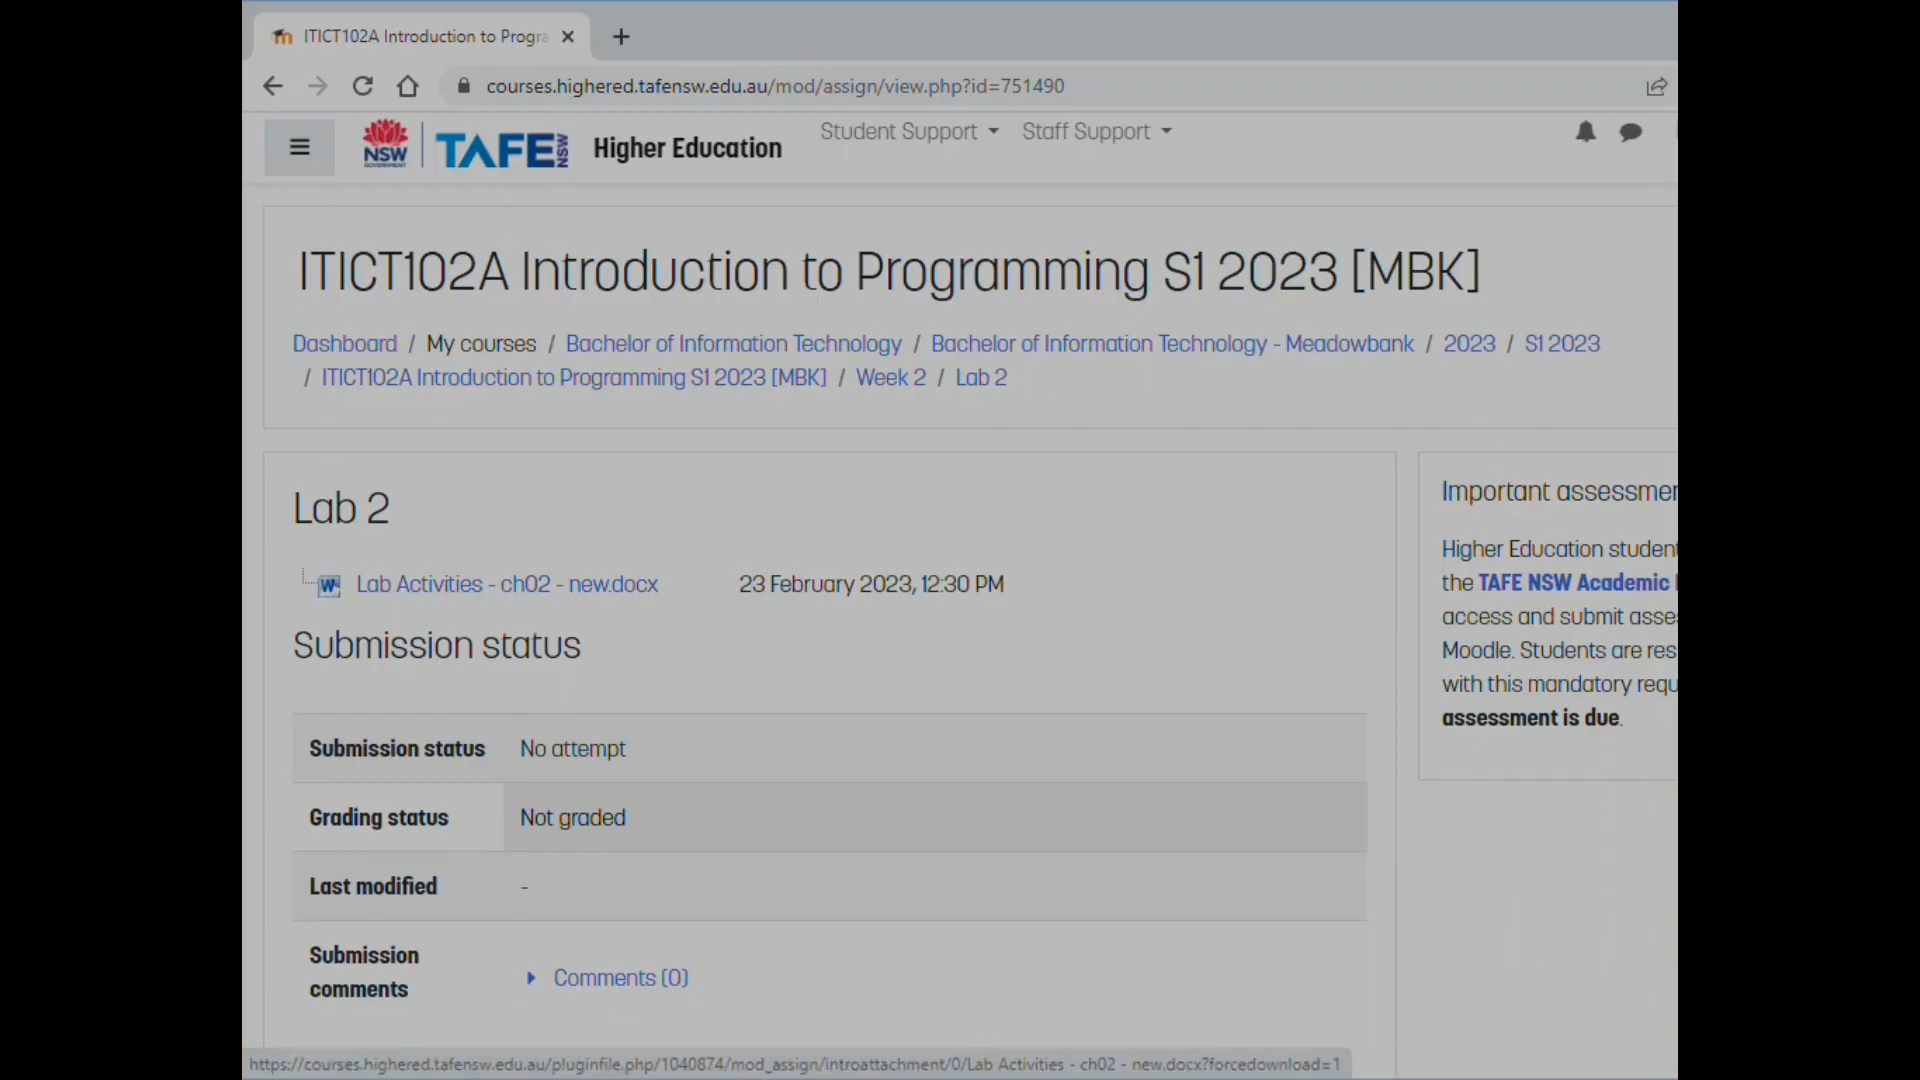 ITICT102A Introduction to Progra
courses.highered.tafensw.edu.au/mod/assign/view.php?id=751490
NSW
GOVERNMENT
TAFE NSW
Higher Education
Student Support
Staff Support
ITICT102A Introduction to Programming S1 2023 [MBK]
Dashboard / My courses / Bachelor of Information Technology / Bachelor of Information Technology - Meadowbank / 2023 / S1 2023
/ ITICT102A Introduction to Programming S1 2023 [MBK] / Week 2 / Lab 2
Lab 2
Lab Activities - ch02 - new.docx 23 February 2023, 12:30 PM
Submission status
Submission status No attempt
Grading status Not graded
Last modified -
Submission
comments
Comments (0)
Important assessmen
Higher Education student
the TAFE NSW Academic
access and submit asse
Moodle. Students are res
with this mandatory requ
assessment is due.
https://courses.highered.tafensw.edu.au/pluginfile.php/1040874/mod_assign/introattachment/0/Lab Activities - ch02 - new.docx?forcedownload=1